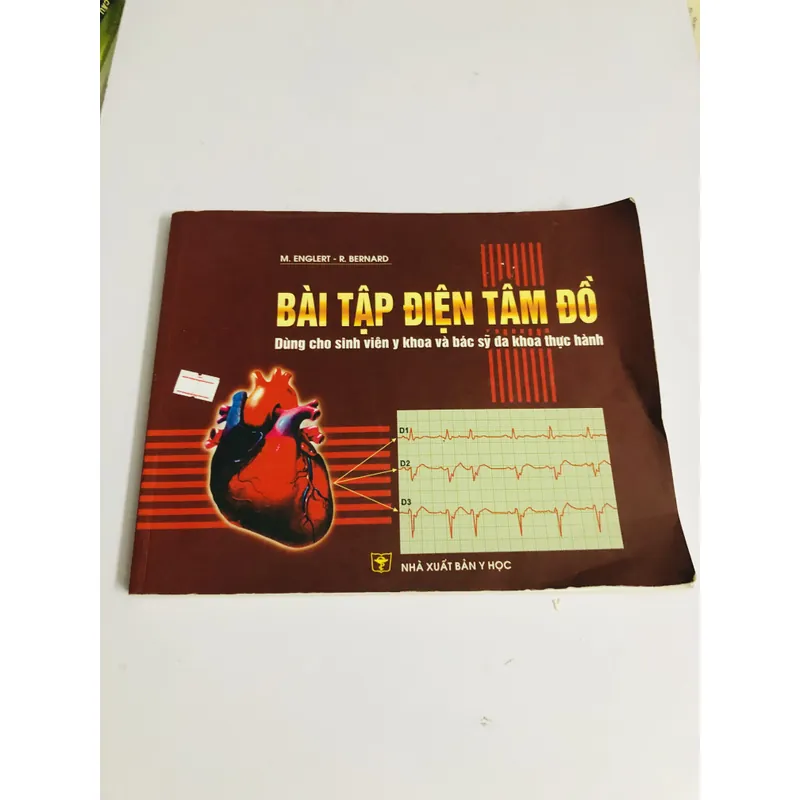 M. ENGLERT - R. BERNARD
BÀI TẬP ĐIỆN TÂM ĐỒ
Dùng cho sinh viên y khoa và bác sỹ đa khoa thực hành
D1
D2
D3
NHÀ XUẤT BẢN Y HỌC